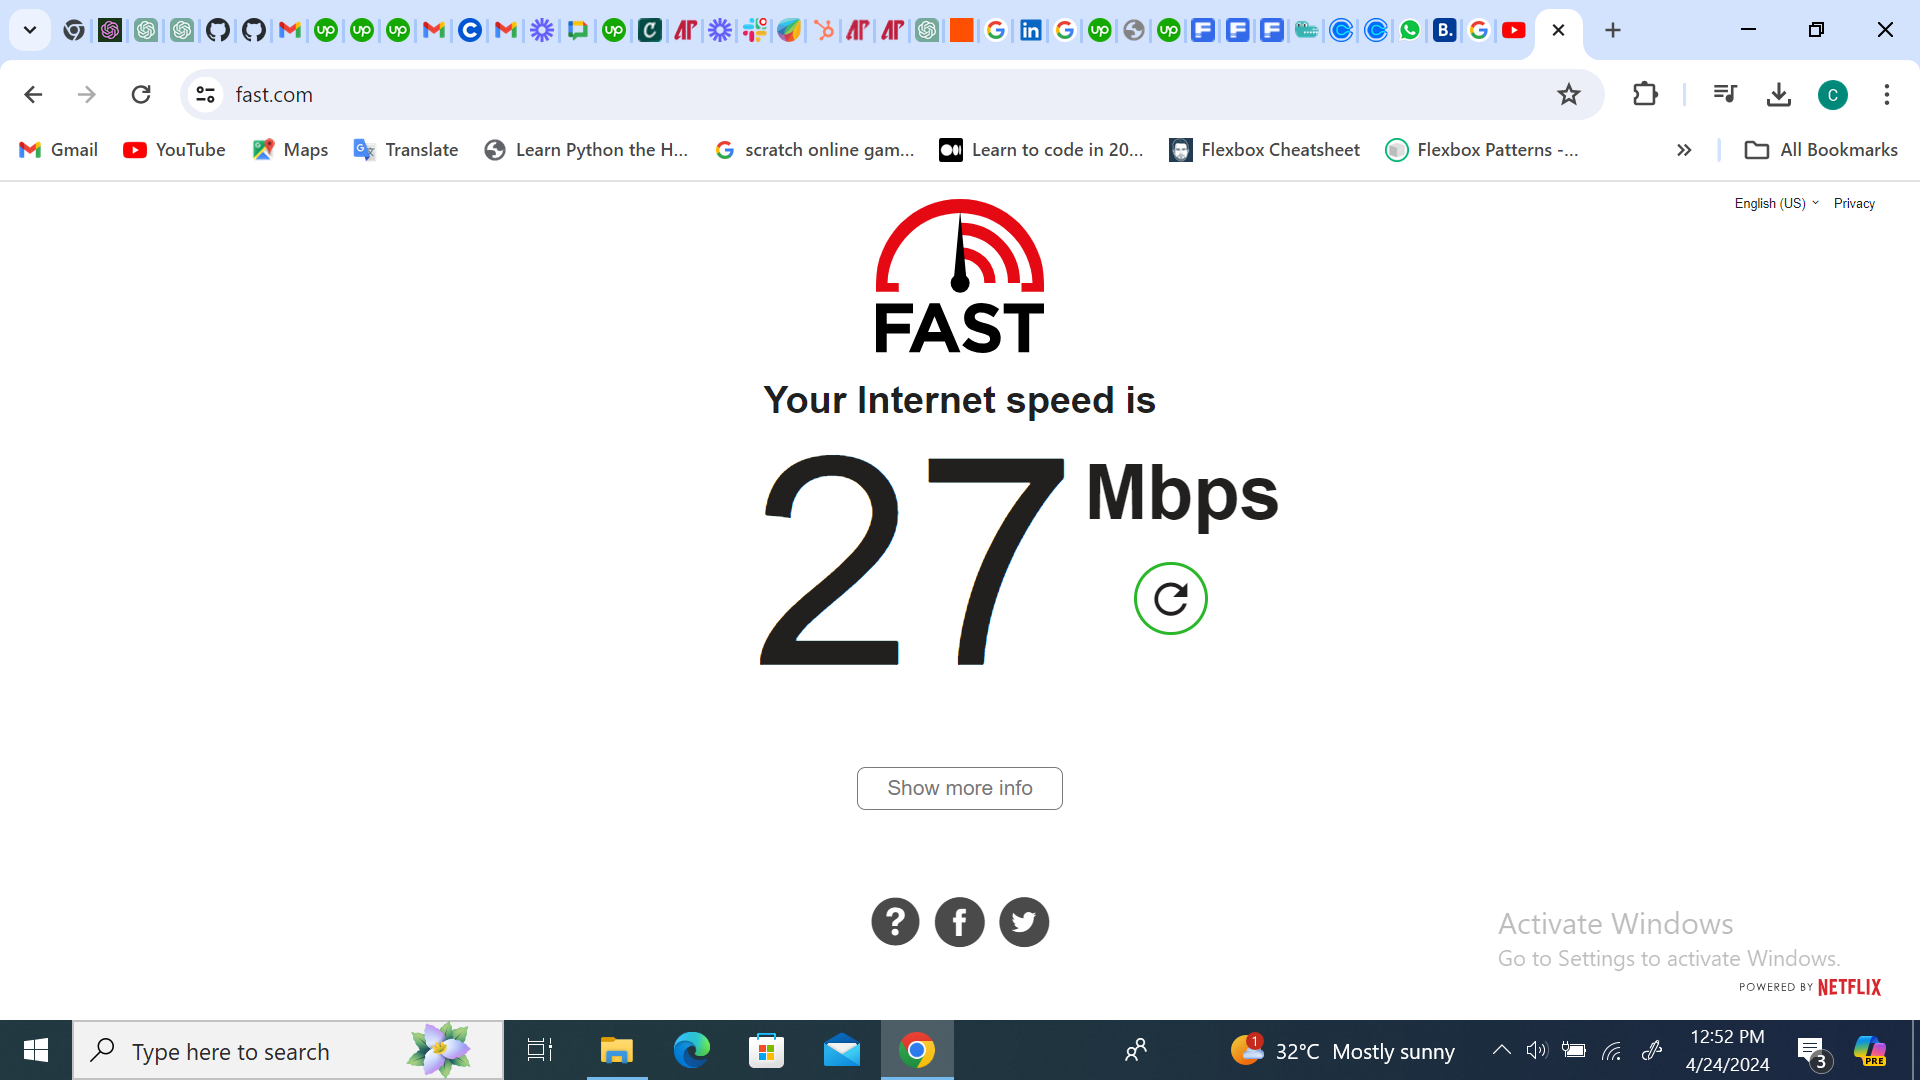 fast.com
Gmail
YouTube
Maps
Translate
Learn Python the H...
scratch online gam...
Learn to code in 20...
Flexbox Cheatsheet
Flexbox Patterns -...
All Bookmarks
English (US)
Privacy
FAST
Your Internet speed is
27 Mbps
Show more info
Activate Windows
Go to Settings to activate Windows.
POWERED BY NETFLIX
Type here to search
1
32°C Mostly sunny
12:52 PM
4/24/2024
3
PRE